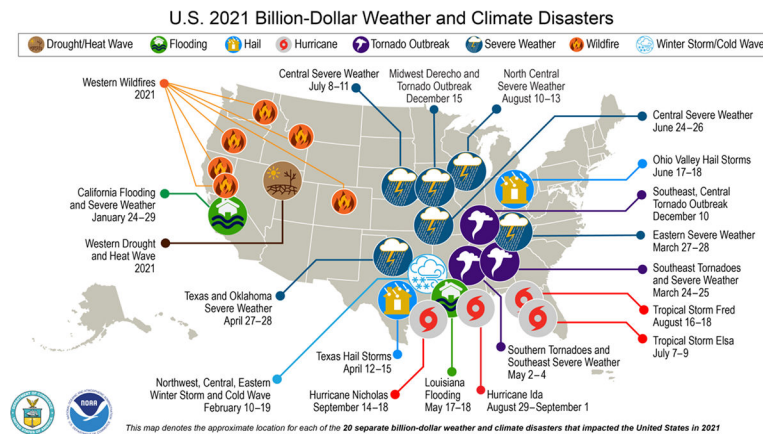 U.S. 2021 Billion-Dollar Weather and Climate Disasters
Drought/Heat Wave
Flooding
Hail
Hurricane
Tornado Outbreak
Severe Weather
Wildfire
Winter Storm/Cold Wave
Western Wildfires
2021
Central Severe Weather
July 8–11
Midwest Derecho and
Tornado Outbreak
December 15
North Central
Severe Weather
August 10–13
Central Severe Weather
June 24–26
Ohio Valley Hail Storms
June 17–18
Southeast, Central
Tornado Outbreak
December 10
Eastern Severe Weather
March 27–28
Southeast Tornadoes
and Severe Weather
March 24–25
Tropical Storm Fred
August 16–18
Tropical Storm Elsa
July 7–9
California Flooding
and Severe Weather
January 24–29
Western Drought
and Heat Wave
2021
Texas and Oklahoma
Severe Weather
April 27–28
Texas Hail Storms
April 12–15
Southern Tornadoes and
Southeast Severe Weather
May 2–4
Northwest, Central, Eastern
Winter Storm and Cold Wave
February 10–19
Hurricane Nicholas
September 14–18
Louisiana
Flooding
May 17–18
Hurricane Ida
August 29–September 1
NOAA
This map denotes the approximate location for each of the 20 separate billion-dollar weather and climate disasters that impacted the United States in 2021